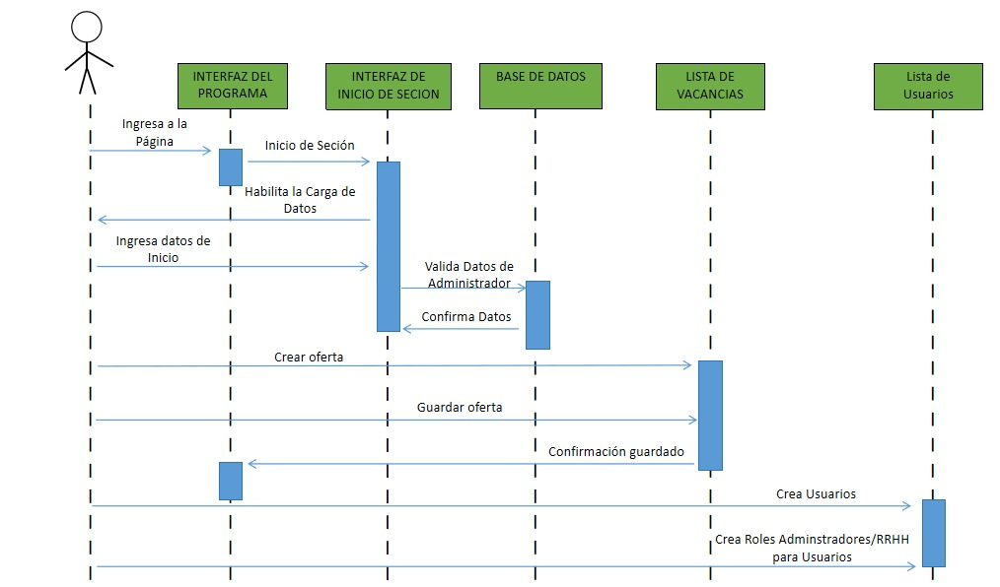 INTERFAZ DEL
PROGRAMA
INTERFAZ DE
INICIO DE SECION
BASE DE DATOS
LISTA DE
VACANCIAS
Lista de
Usuarios
Ingresa a la
Página
Inicio de Seción
Habilita la Carga de
Datos
Ingresa datos de
Inicio
Valida Datos de
Administrador
Confirma Datos
Crear oferta
Guardar oferta
Confirmación guardado
Crea Usuarios
Crea Roles Adminstradores/RRHH
para Usuarios